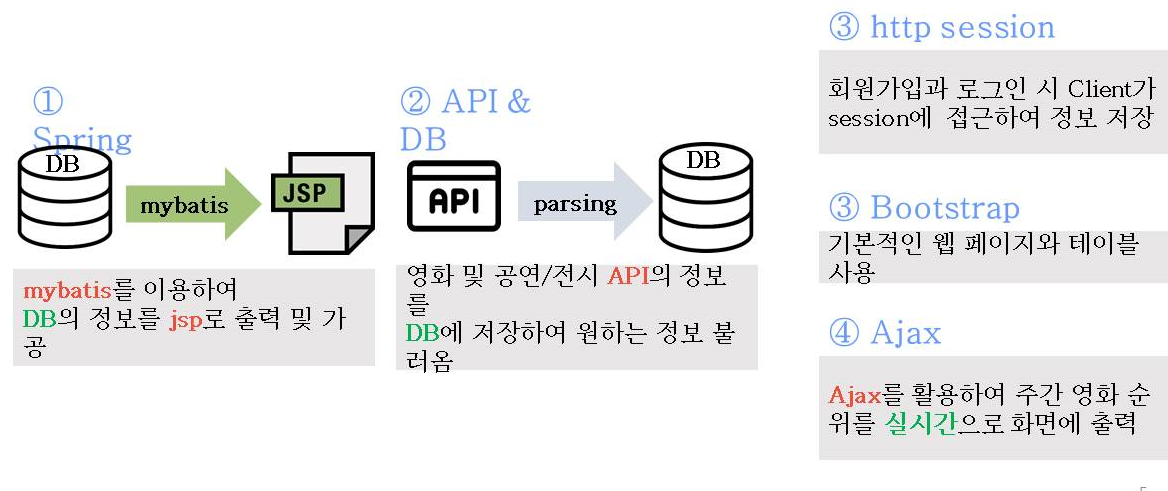 ①
Spring
DB
mybatis
JSP
mybatis를 이용하여
DB의 정보를 jsp로 출력 및 가
공
② API &
DB
API
parsing
DB
영화 및 공연/전시 API의 정보
를
DB에 저장하여 원하는 정보 불
러옴
③ http session
회원가입과 로그인 시 Client가
session에 접근하여 정보 저장
③ Bootstrap
기본적인 웹 페이지와 테이블
사용
④ Ajax
Ajax를 활용하여 주간 영화 순
위를 실시간으로 화면에 출력